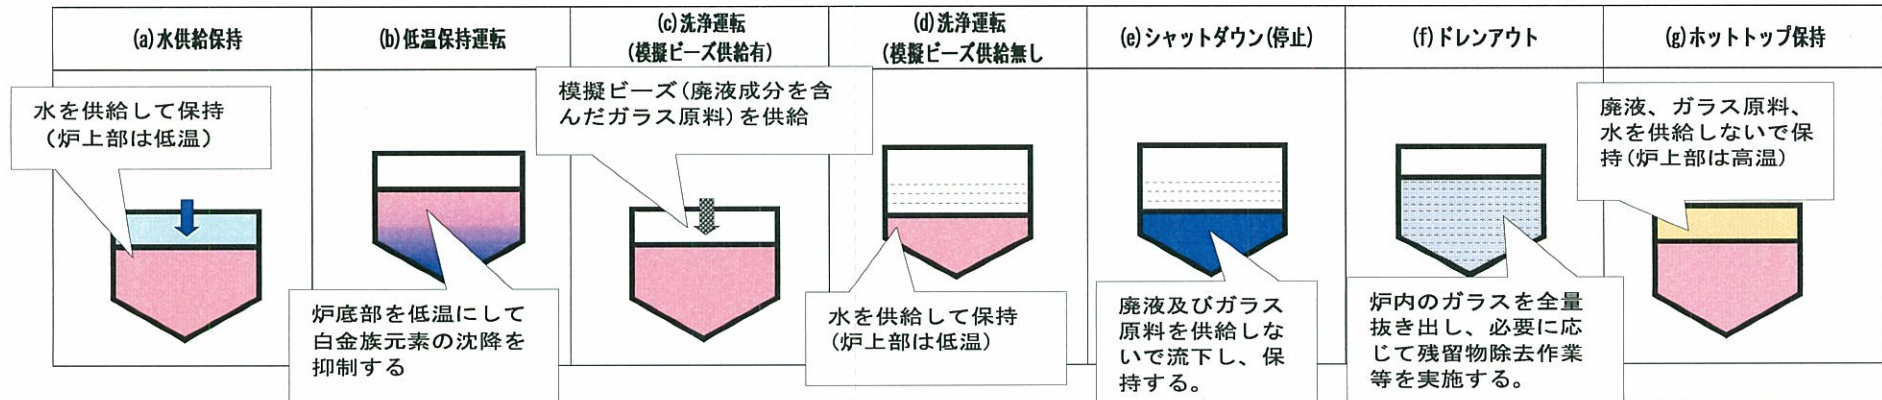 (a)水供給保持
(b)低温保持運転
(c)洗浄運転
(模擬ビーズ供給有)
(d)洗浄運転
(模擬ビーズ供給無し
(e)シャットダウン(停止)
(f)ドレンアウト
(g)ホットトップ保持
水を供給して保持
(炉上部は低温)
炉底部を低温にして
白金族元素の沈降を
抑制する
模擬ビーズ(廃液成分を含
んだガラス原料)を供給
水を供給して保持
(炉上部は低温)
廃液及びガラス
原料を供給しな
いで流下し、保
持する。
炉内のガラスを全量
抜き出し、必要に応
じて残留物除去作業
等を実施する。
廃液、ガラス原料、
水を供給しないで保
持(炉上部は高温)